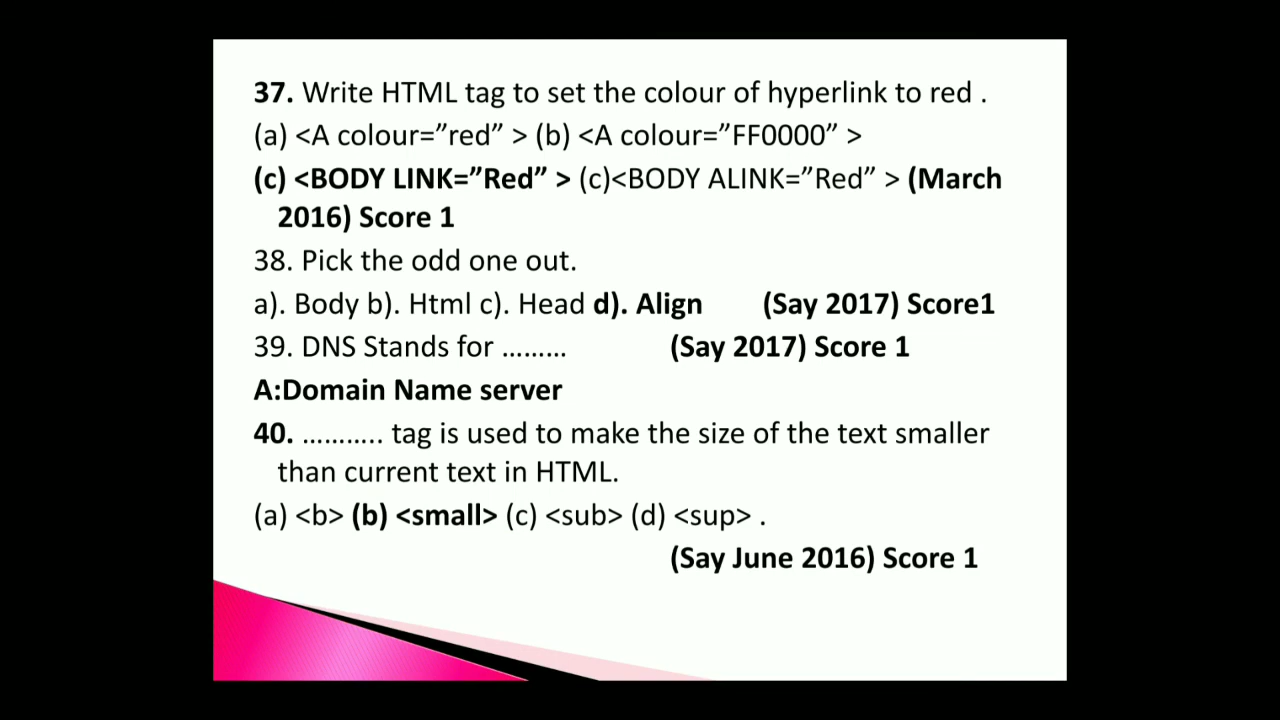 37. Write HTML tag to set the colour of hyperlink to red .
(a) <A colour=”red” > (b) <A colour=”FF0000” >
(c) <BODY LINK=”Red” > (c)<BODY ALINK=”Red” > (March
2016) Score 1
38. Pick the odd one out.
a). Body b). Html c). Head d). Align (Say 2017) Score1
39. DNS Stands for ......... (Say 2017) Score 1
A:Domain Name server
40. ........... tag is used to make the size of the text smaller
than current text in HTML.
(a) <b> (b) <small> (c) <sub> (d) <sup> .
(Say June 2016) Score 1